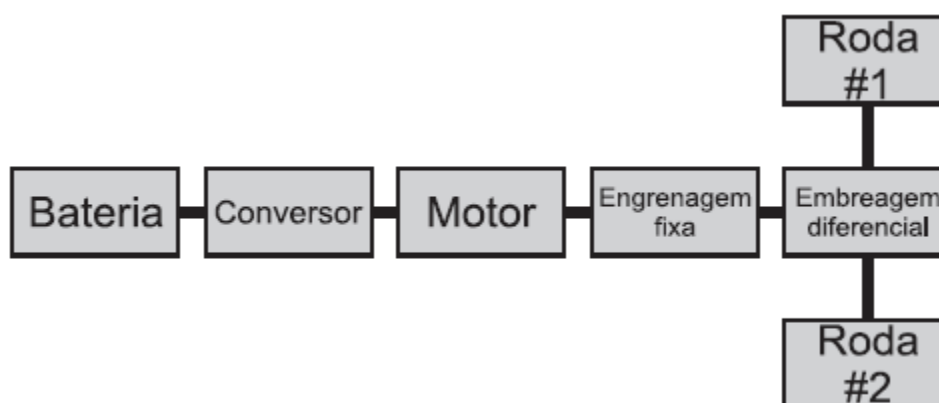 Roda
#1
Bateria
Conversor
Motor
Engrenagem
fixa
Embreagem
diferencial
Roda
#2